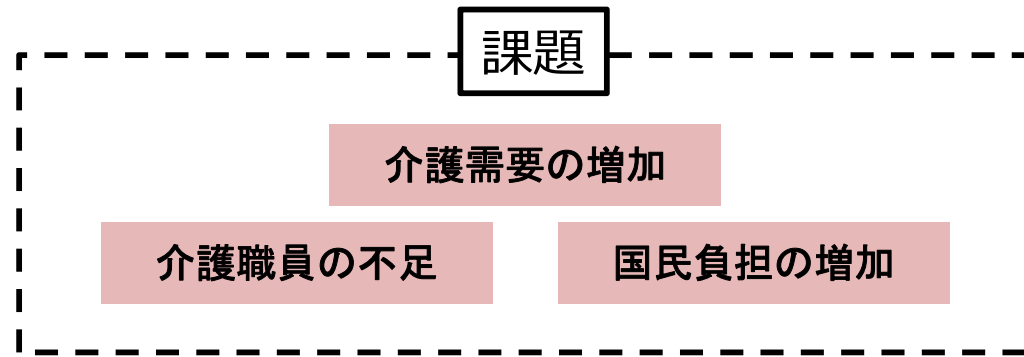 課題
介護需要の増加
介護職員の不足
国民負担の増加